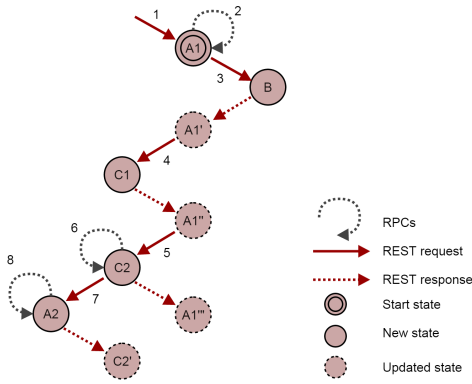 1
2
A1
3
B
A1'
4
C1
A1''
6
5
C2
8
7
A2
A1'''
C2'
RPCs
REST request
REST response
Start state
New state
Updated state